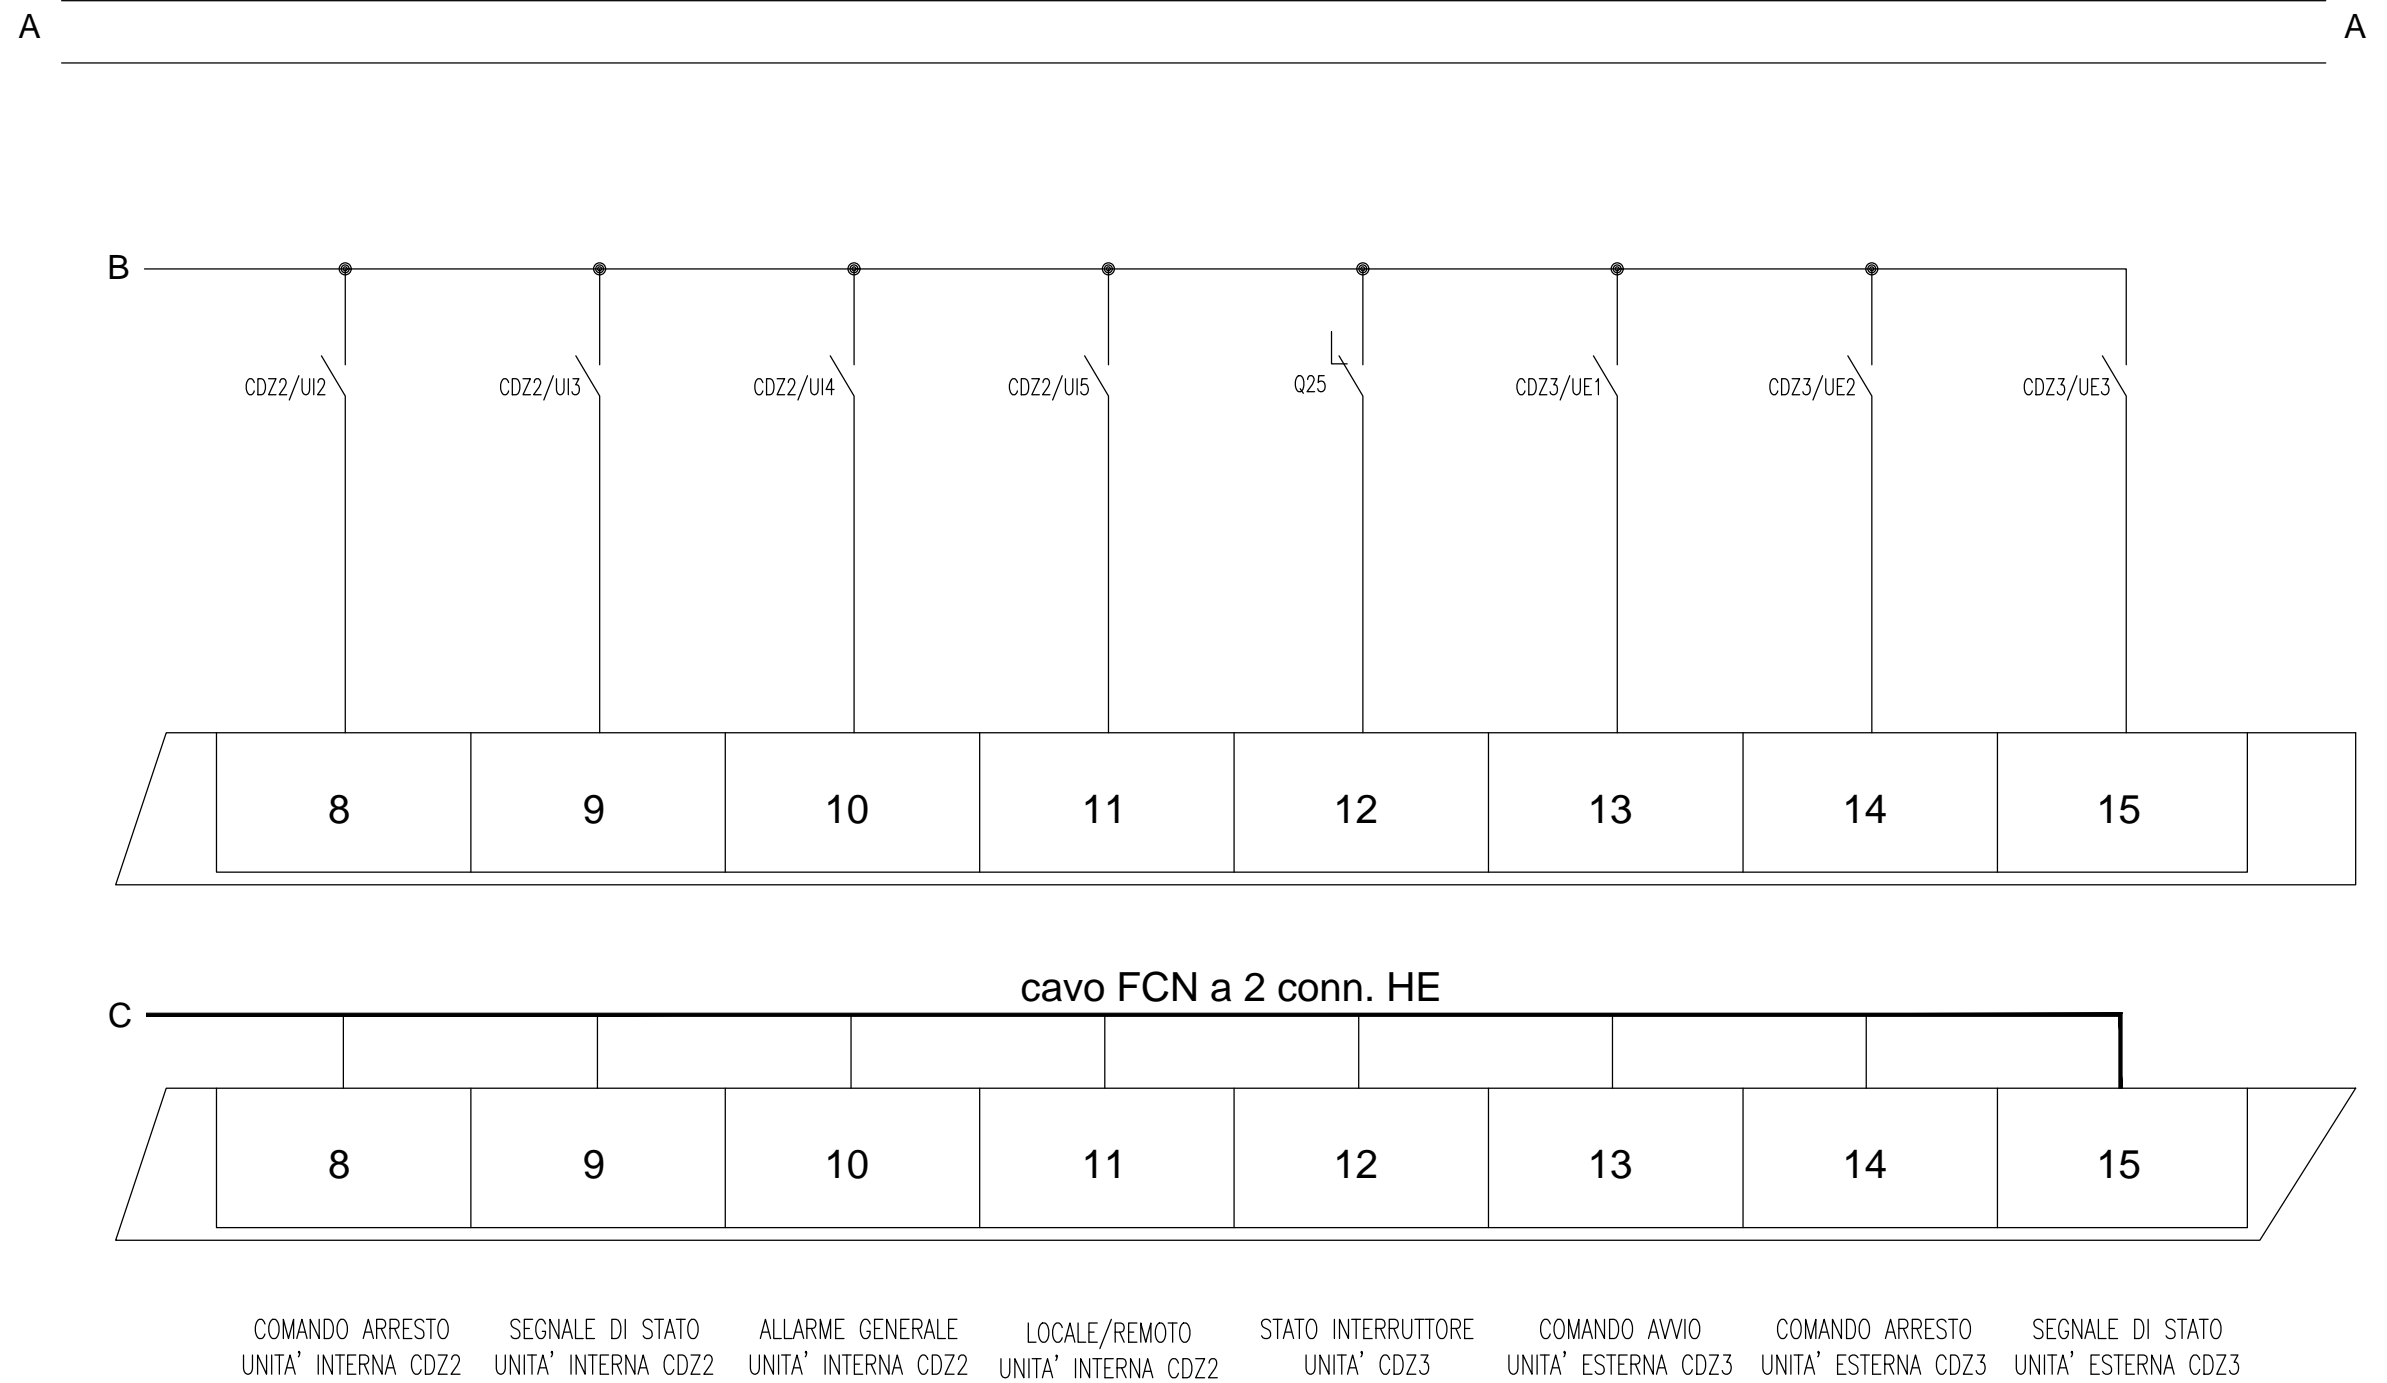 A A
B
CDZ2/UI2 CDZ2/UI3 CDZ2/UI4 CDZ2/UI5 Q25 CDZ3/UE1 CDZ3/UE2 CDZ3/UE3
8 9 10 11 12 13 14 15
cavo FCN a 2 conn. HE
C
8 9 10 11 12 13 14 15
COMANDO ARRESTO
UNITA' INTERNA CDZ2
SEGNALE DI STATO
UNITA' INTERNA CDZ2
ALLARME GENERALE
UNITA' INTERNA CDZ2
LOCALE/REMOTO
UNITA' INTERNA CDZ2
STATO INTERRUTTORE
UNITA' CDZ3
COMANDO AVVIO
UNITA' ESTERNA CDZ3
COMANDO ARRESTO
UNITA' ESTERNA CDZ3
SEGNALE DI STATO
UNITA' ESTERNA CDZ3